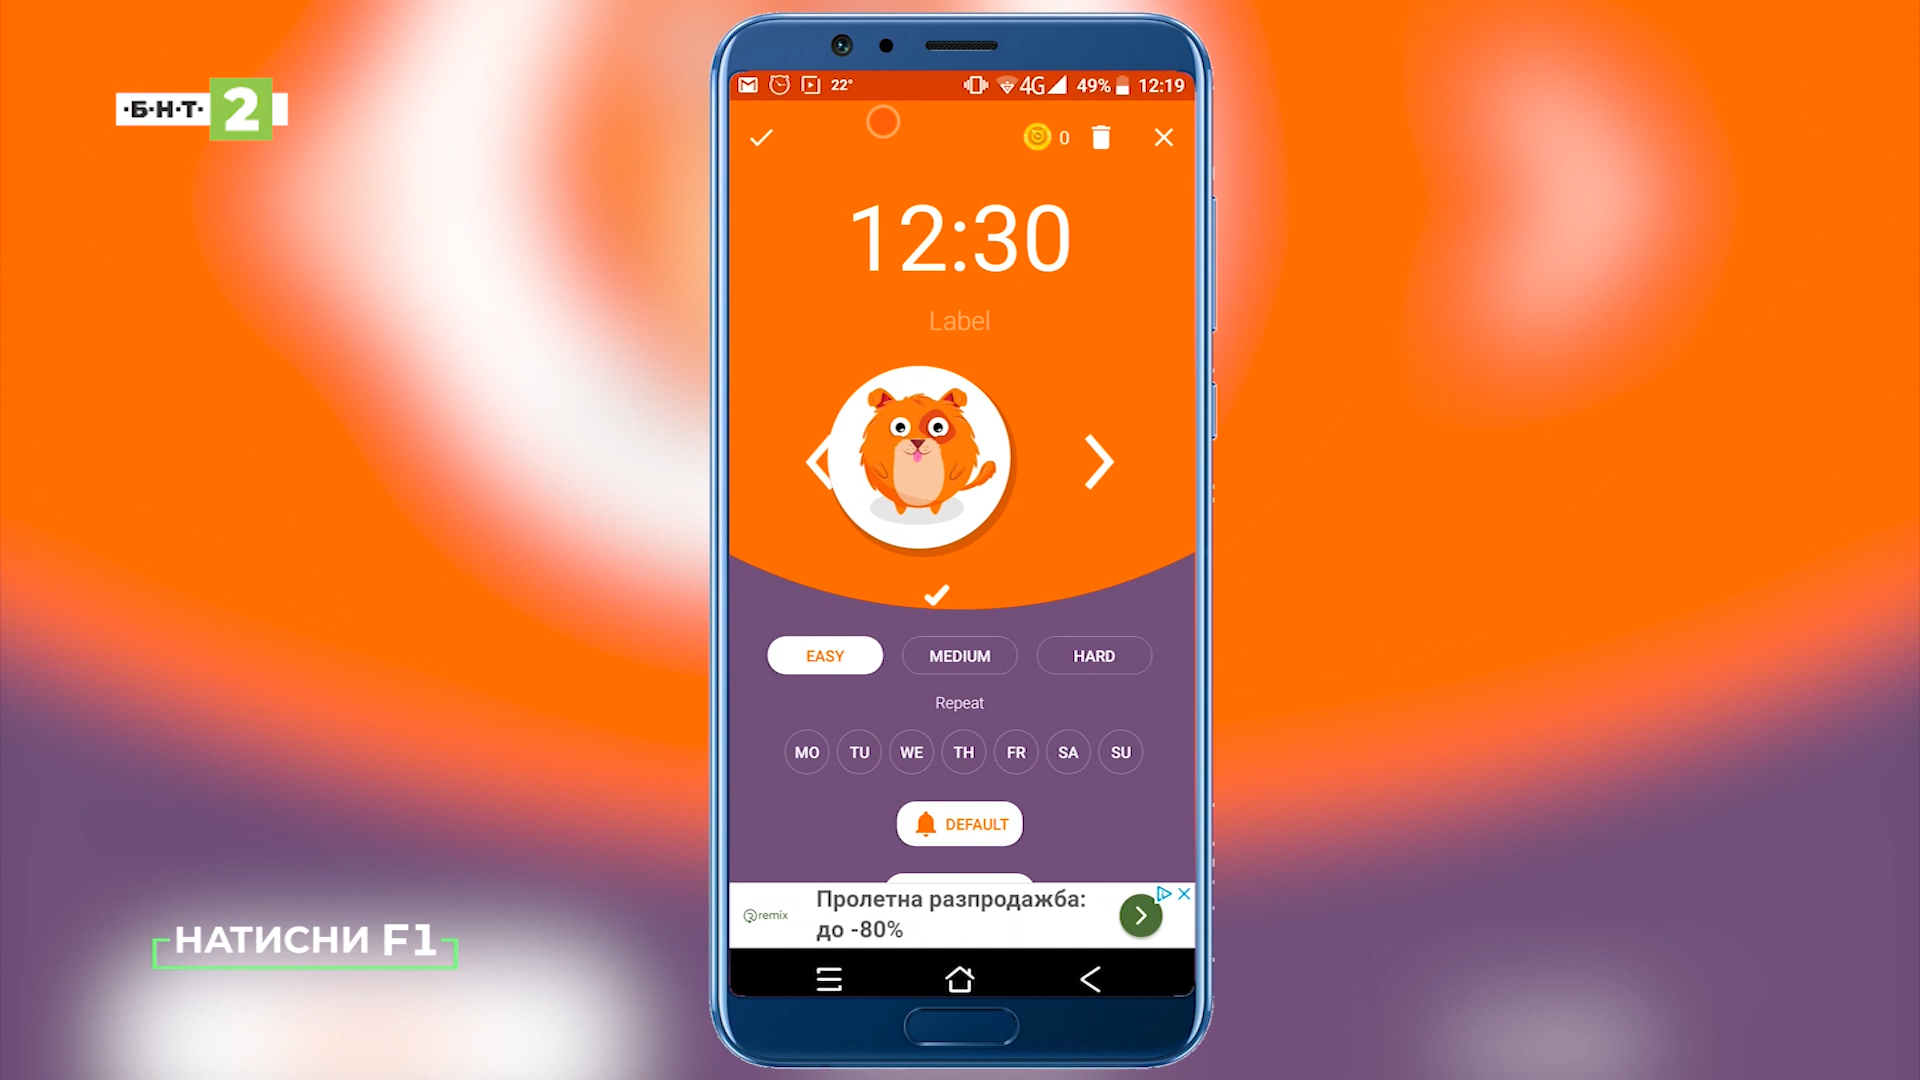 ·Б·Н·Т· 2
22° 4G 49% 12:19
0
12:30
Label
EASY MEDIUM HARD
Repeat
MO TU WE TH FR SA SU
DEFAULT
remix
Пролетна разпродажба:
до -80%
НАТИСНИ F1